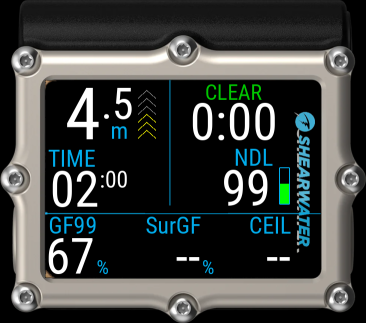 4.5 m
CLEAR
0:00
TIME
02:00
NDL
99
GF99
67%
SurGF
--%
CEIL
--
SHEARWATER